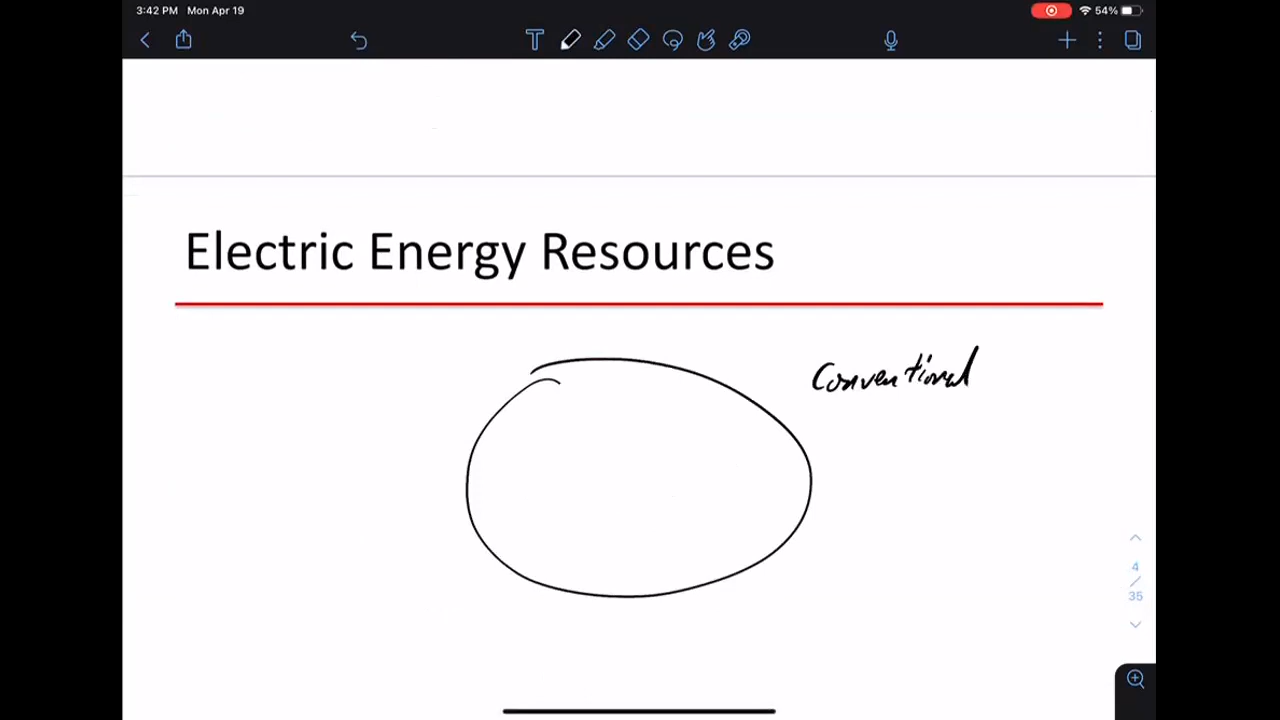 3:42 PM Mon Apr 19
54%
T
Electric Energy Resources
Conventional
4
/
35